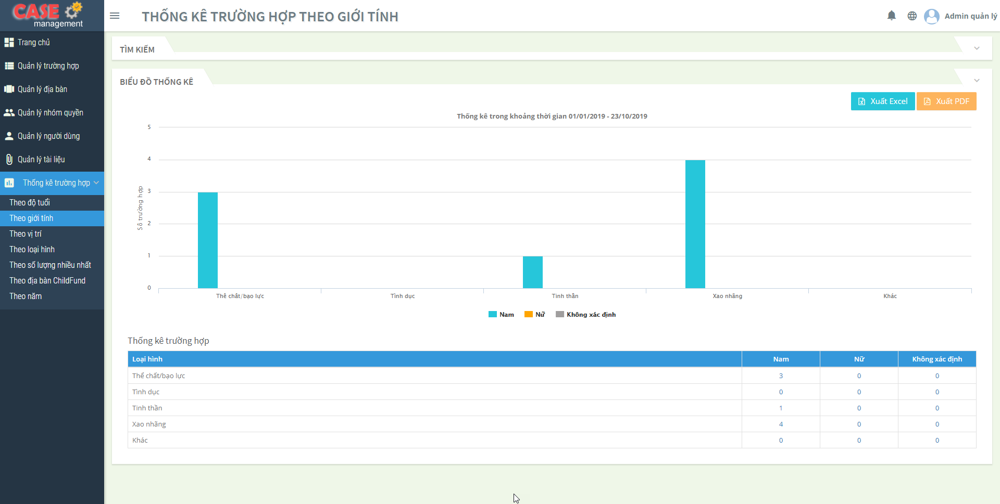 CASE
management
THỐNG KÊ TRƯỜNG HỢP THEO GIỚI TÍNH
Admin quản lý
Trang chủ
Quản lý trường hợp
Quản lý địa bàn
Quản lý nhóm quyền
Quản lý người dùng
Quản lý tài liệu
Thống kê trường hợp
Theo độ tuổi
Theo giới tính
Theo vị trí
Theo loại hình
Theo số lượng nhiều nhất
Theo địa bàn ChildFund
Theo năm
TÌM KIẾM
BIỂU ĐỒ THỐNG KÊ
Xuất Excel Xuất PDF
Thống kê trong khoảng thời gian 01/01/2019 - 23/10/2019
Số trường hợp
5
4
3
2
1
0
Thể chất/bạo lực Tình dục Tinh thần Xao nhãng Khác
Nam Nữ Không xác định
Thống kê trường hợp
Loại hình Nam Nữ Không xác định
Thể chất/bạo lực 3 0 0
Tình dục 0 0 0
Tinh thần 1 0 0
Xao nhãng 4 0 0
Khác 0 0 0